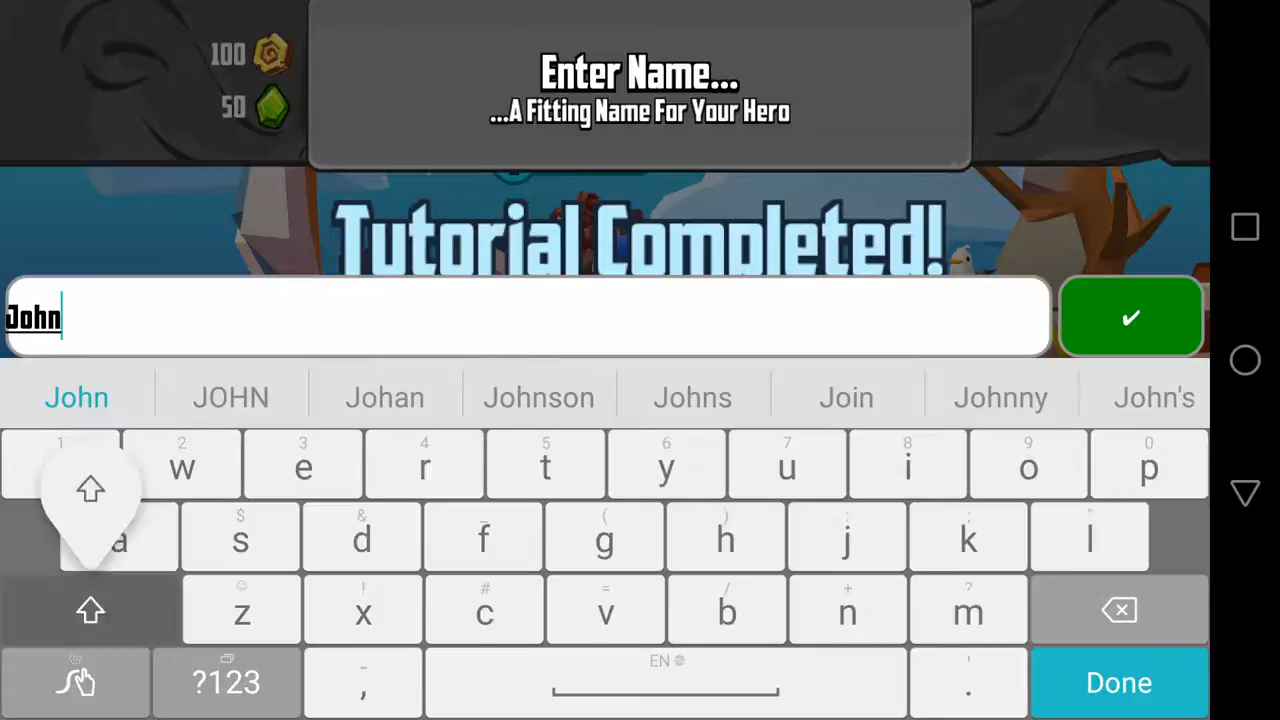 100
50
Enter Name...
...A Fitting Name For Your Hero
Tutorial Completed!
John
John JOHN Johan Johnson Johns Join Johnny John's
1 2 3 4 5 6 7 8 9 0
w e r t y u i o p
$ & _ ( ) : ; "
a s d f g h j k l
! # = / + ?
z x c v b n m
EN
?123 , . '
Done